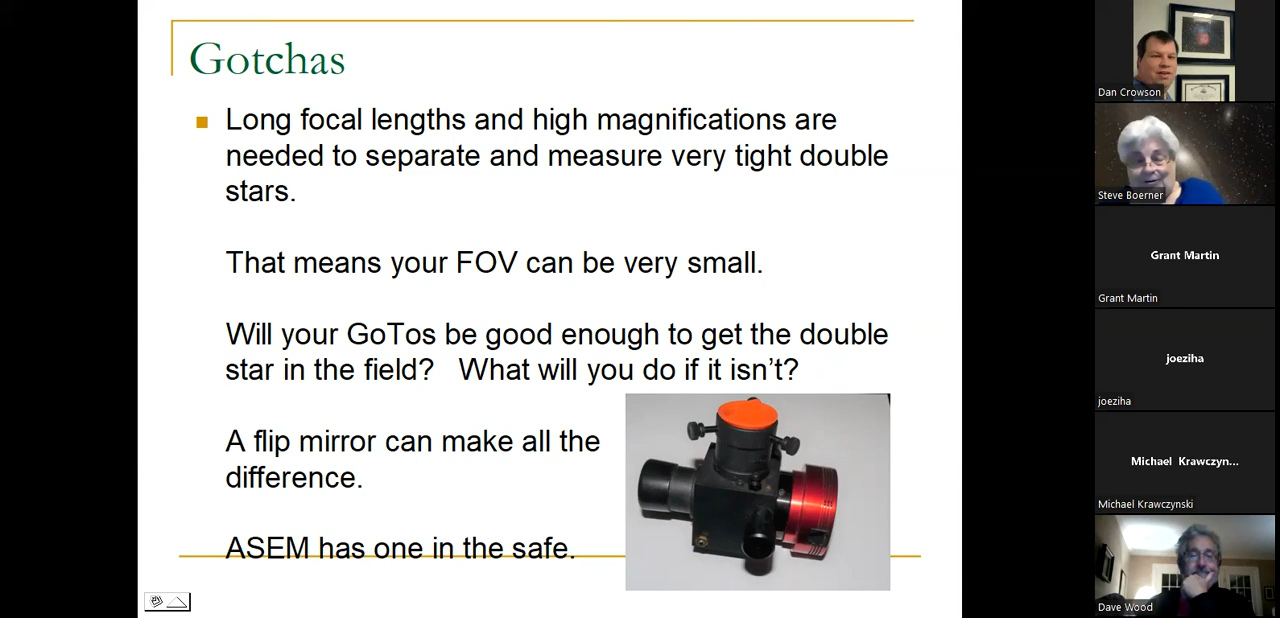 Gotchas
Long focal lengths and high magnifications are
needed to separate and measure very tight double
stars.
That means your FOV can be very small.
Will your GoTos be good enough to get the double
star in the field?   What will you do if it isn’t?
A flip mirror can make all the
difference.
ASEM has one in the safe.
Dan Crowson
Steve Boerner
Grant Martin
Grant Martin
joeziha
joeziha
Michael  Krawczyn...
Michael Krawczynski
Dave Wood